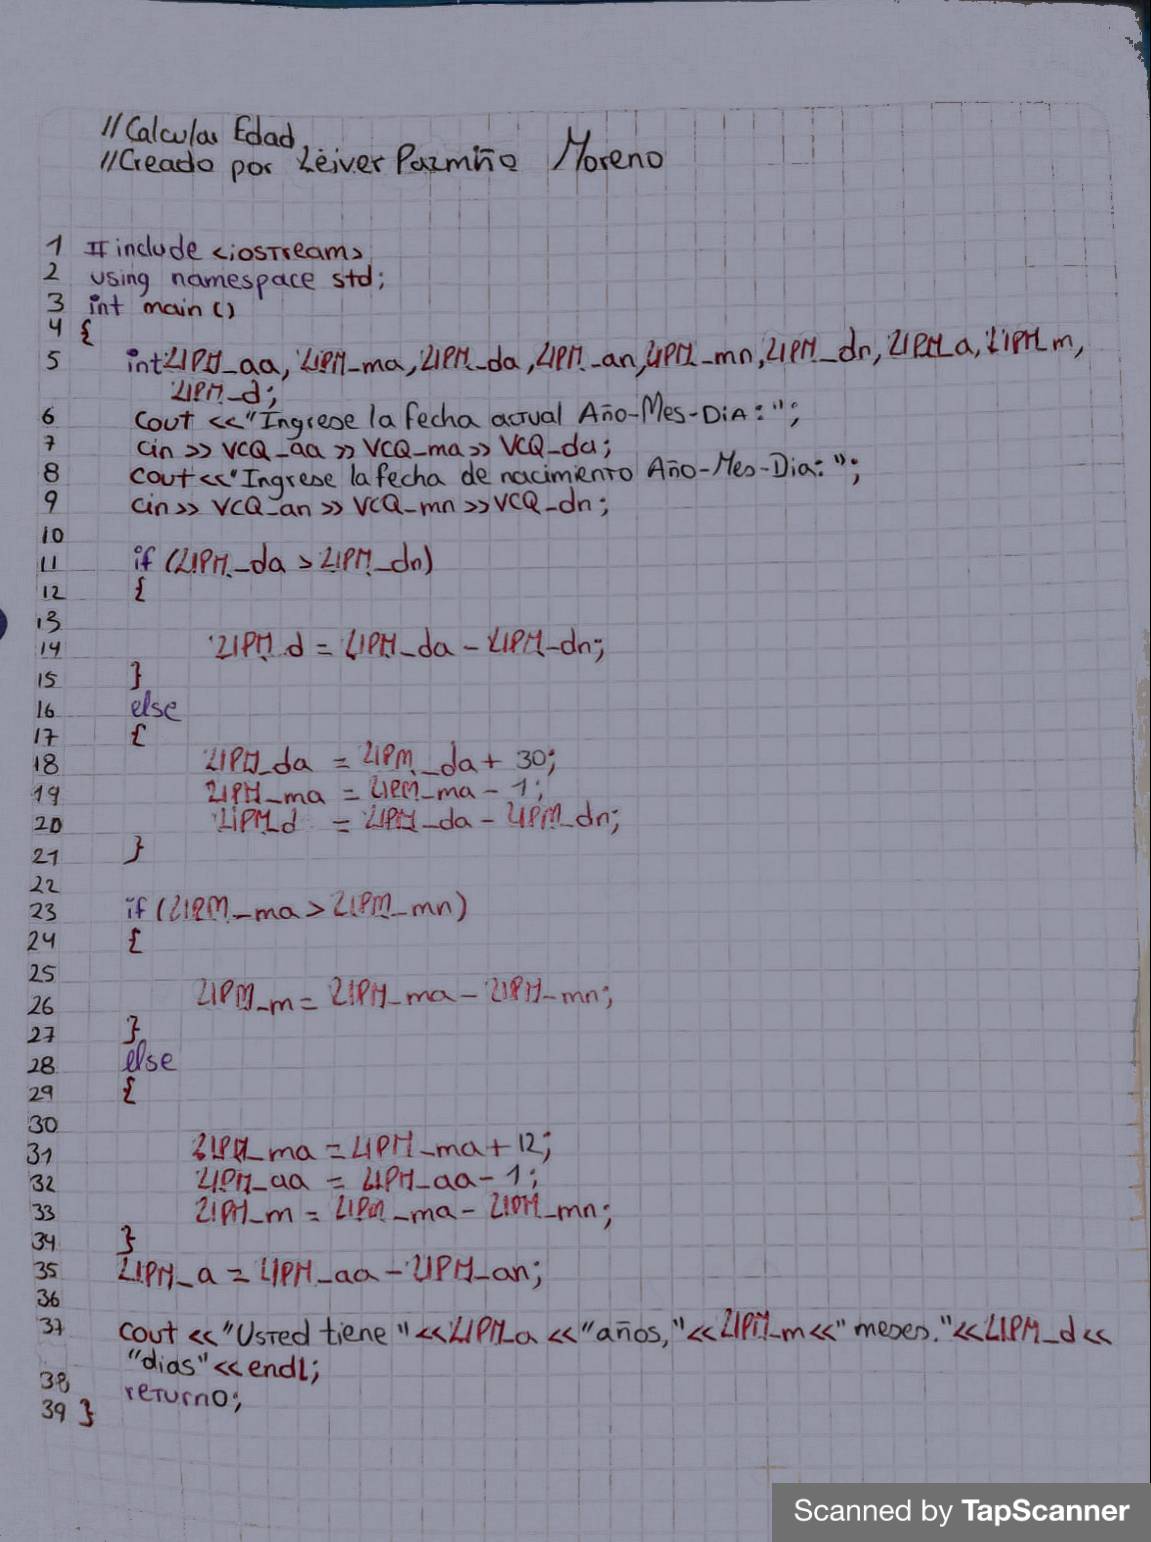 //Calcular Edad
//Creado por Leiver Pazmiño Moreno
1 #include <iostream>
2 using namespace std;
3 int main ()
4 {
5 int LIPM_aa, LIPM_ma, LIPM_da, LIPM_an, LIPM_mn, LIPM_dn, LIPM_a, LIPM_m,
LIPM_d;
6 cout <<"Ingrese la fecha actual Año-Mes-Dia:";
7 cin >> VCQ_aa >> VCQ_ma >> VCQ_da;
8 cout<<"Ingrese la fecha de nacimiento Año-Mes-Dia:";
9 cin>> VCQ_an >> VCQ_mn >> VCQ_dn;
10
11 if (LIPM_da > LIPM_dn)
12 {
13
14 LIPM_d = LIPM_da - LIPM_dn;
15 }
16 else
17 {
18 LIPM_da = LIPM_da + 30;
19 LIPM_ma = LIPM_ma - 1;
20 LIPM_d = LIPM_da - LIPM_dn;
21 }
22
23 if (LIPM_ma > LIPM_mn)
24 {
25
26 LIPM_m = LIPM_ma - LIPM_mn;
27 }
28 else
29 {
30
31 LIPM_ma = LIPM_ma + 12;
32 LIPM_aa = LIPM_aa - 1;
33 LIPM_m = LIPM_ma - LIPM_mn;
34 }
35 LIPM_a = LIPM_aa - LIPM_an;
36
37 cout <<"Usted tiene "<<LIPM_a <<"años,"<<LIPM_m<<" meses."<<LIPM_d<<
"dias"<<endl;
38 return0;
39 }
Scanned by TapScanner